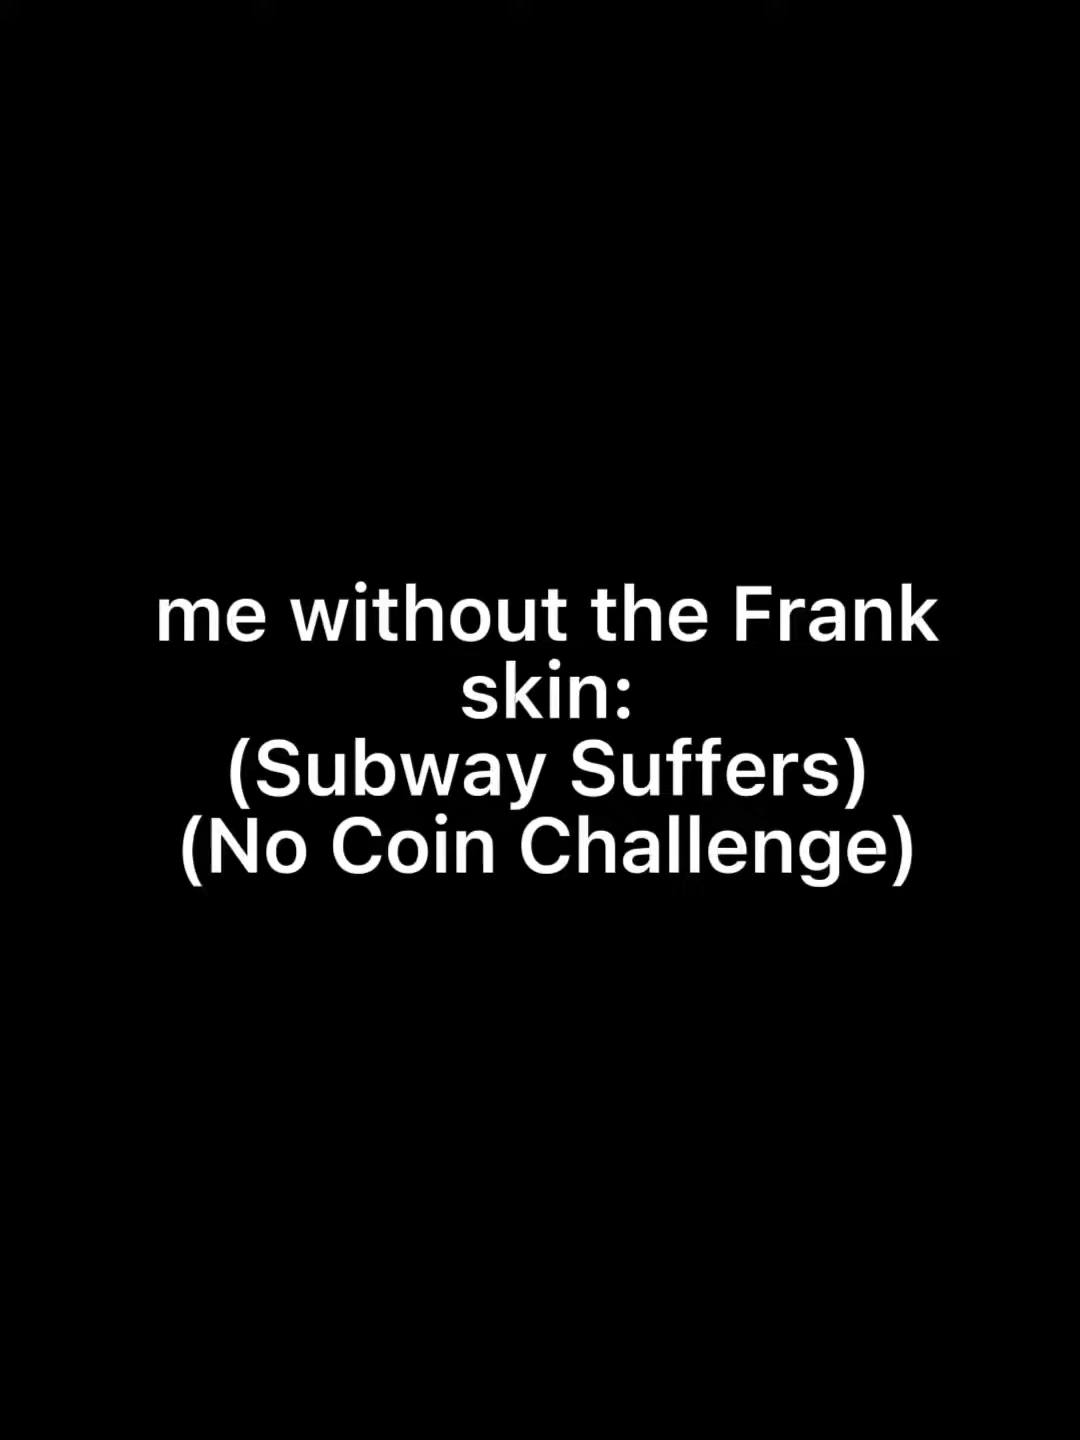 me without the Frank
skin:
(Subway Suffers)
(No Coin Challenge)